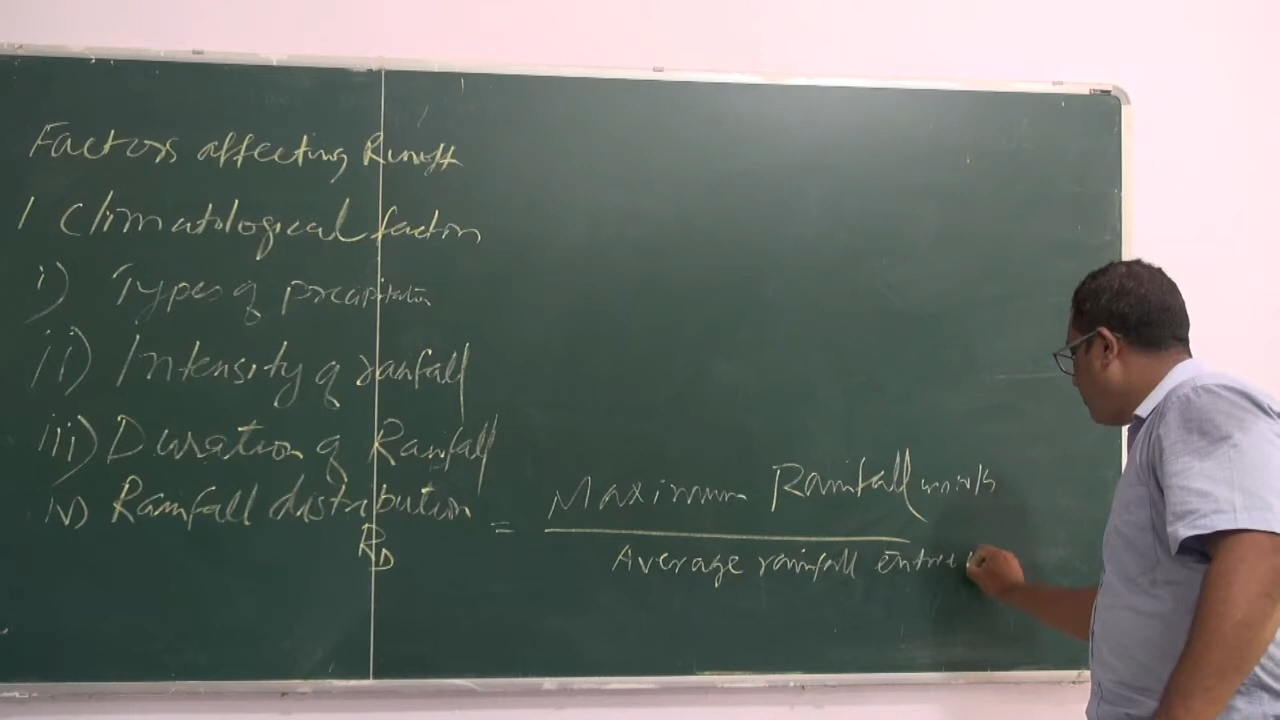 Factors affecting Runoff
1 Climatological factors
i) Types of precipitation
ii) Intensity of rainfall
iii) Duration of Rainfall
iv) Rainfall distribution
RD = Maximum Rainfall
Average rainfall entire